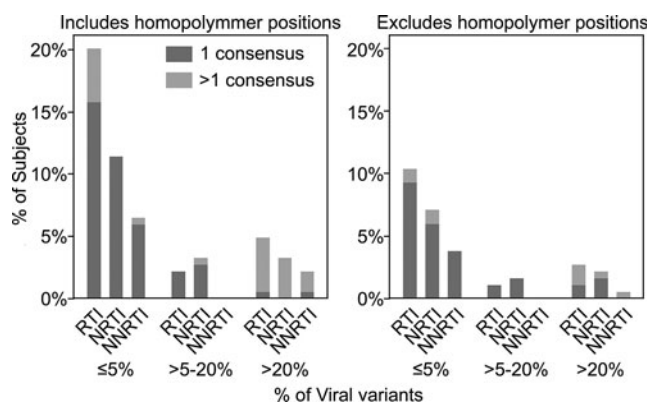 Includes homopolymmer positions
Excludes homopolymer positions
% of Subjects
20%
15%
10%
5%
0%
1 consensus
>1 consensus
20%
15%
10%
5%
0%
RTI NRTI NNRTI RTI NRTI NNRTI RTI NRTI NNRTI
≤5% >5-20% >20%
RTI NRTI NNRTI RTI NRTI NNRTI RTI NRTI NNRTI
≤5% >5-20% >20%
% of Viral variants